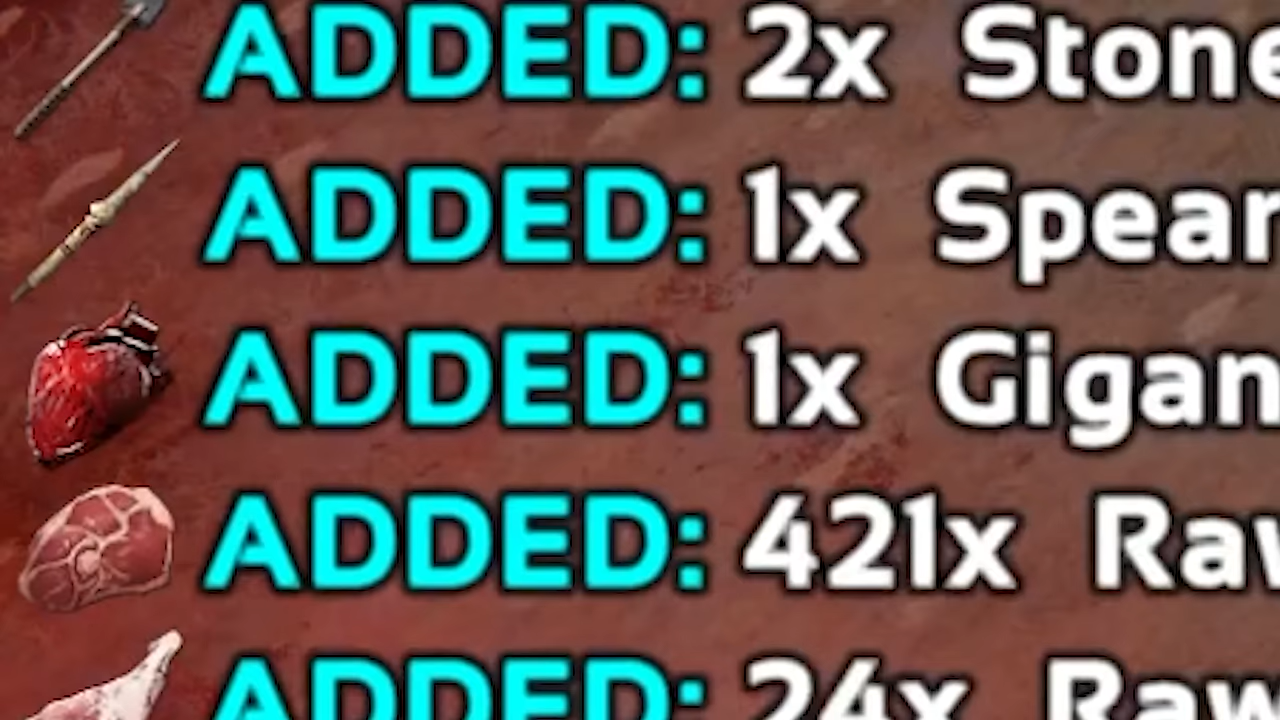 ADDED: 2x Stone
ADDED: 1x Spear
ADDED: 1x Gigan
ADDED: 421x Raw
ADDED: 24x Raw